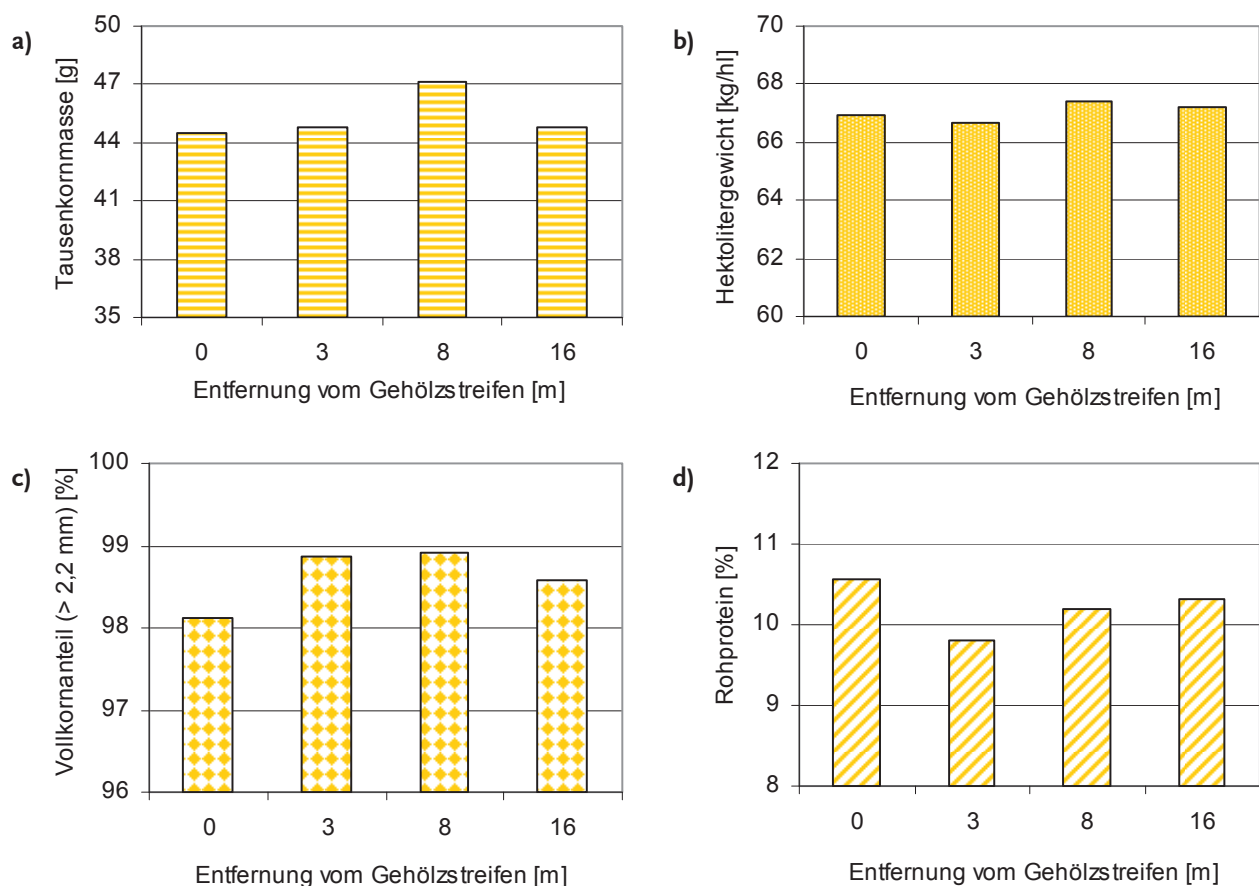 a)
Tausenkornmasse [g]
50
47
44
41
38
35
0 3 8 16
Entfernung vom Gehölzstreifen [m]
b)
Hektolitergewicht [kg/hl]
70
68
66
64
62
60
0 3 8 16
Entfernung vom Gehölzstreifen [m]
c)
Vollkornanteil (> 2,2 mm) [%]
100
99
98
97
96
0 3 8 16
Entfernung vom Gehölzstreifen [m]
d)
Rohprotein [%]
12
11
10
9
8
0 3 8 16
Entfernung vom Gehölzstreifen [m]